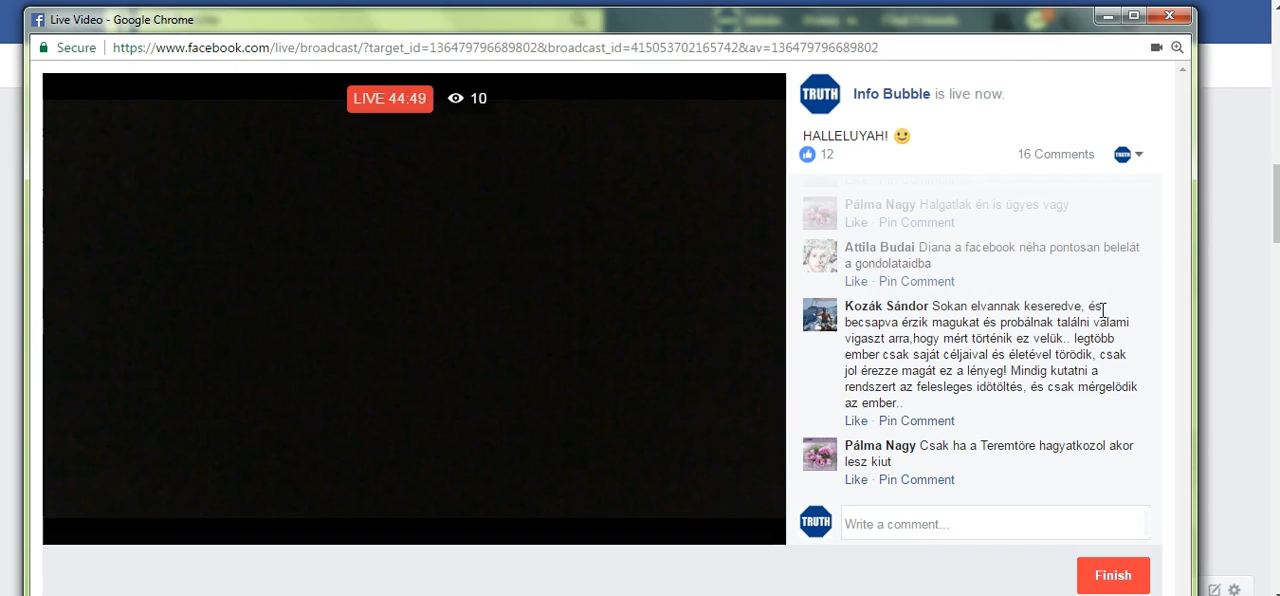 Live Video - Google Chrome
Secure https://www.facebook.com/live/broadcast/?target_id=136479796689802&broadcast_id=415053702165742&av=136479796689802
LIVE 44:49 10
TRUTH Info Bubble is live now.
HALLELUYAH!
12 16 Comments TRUTH
Pálma Nagy Halgatlak én is ügyes vagy
Like · Pin Comment
Attila Budai Diana a facebook néha pontosan belelát
a gondolataidba
Like · Pin Comment
Kozák Sándor Sokan elvannak keseredve, és
becsapva érzik magukat és probálnak találni valami
vigaszt arra,hogy mért történik ez velük.. legtöbb
ember csak saját céljaival és életével törödik, csak
jol érezze magát ez a lényeg! Mindig kutatni a
rendszert az felesleges idötöltés, és csak mérgelödik
az ember..
Like · Pin Comment
Pálma Nagy Csak ha a Teremtöre hagyatkozol akor
lesz kiut
Like · Pin Comment
TRUTH Write a comment...
Finish